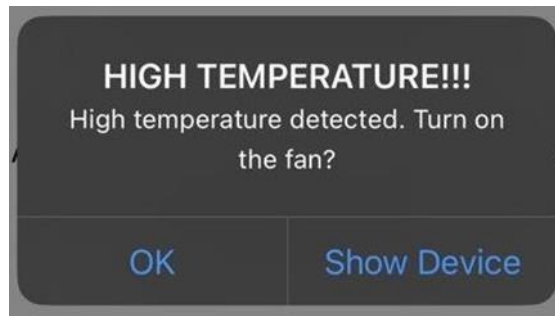 HIGH TEMPERATURE!!!
High temperature detected. Turn on
the fan?
OK
Show Device